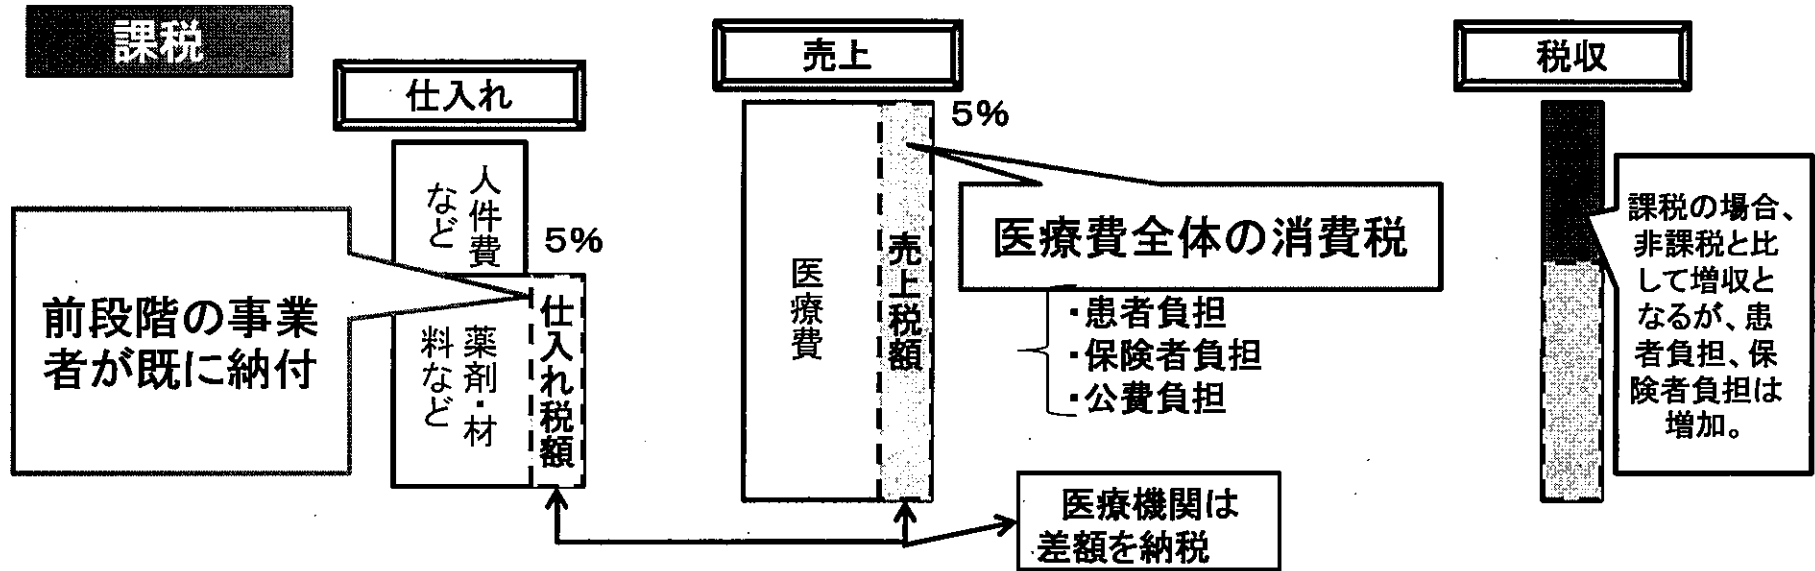 課税
仕入れ
人件費
など
5%
前段階の事業
者が既に納付
薬剤・材
料など
仕入れ税額
売上
5%
医療費
売上税額
医療費全体の消費税
・患者負担
・保険者負担
・公費負担
医療機関は
差額を納税
税収
課税の場合、
非課税と比
して増収と
なるが、患
者負担、保
険者負担は
増加。